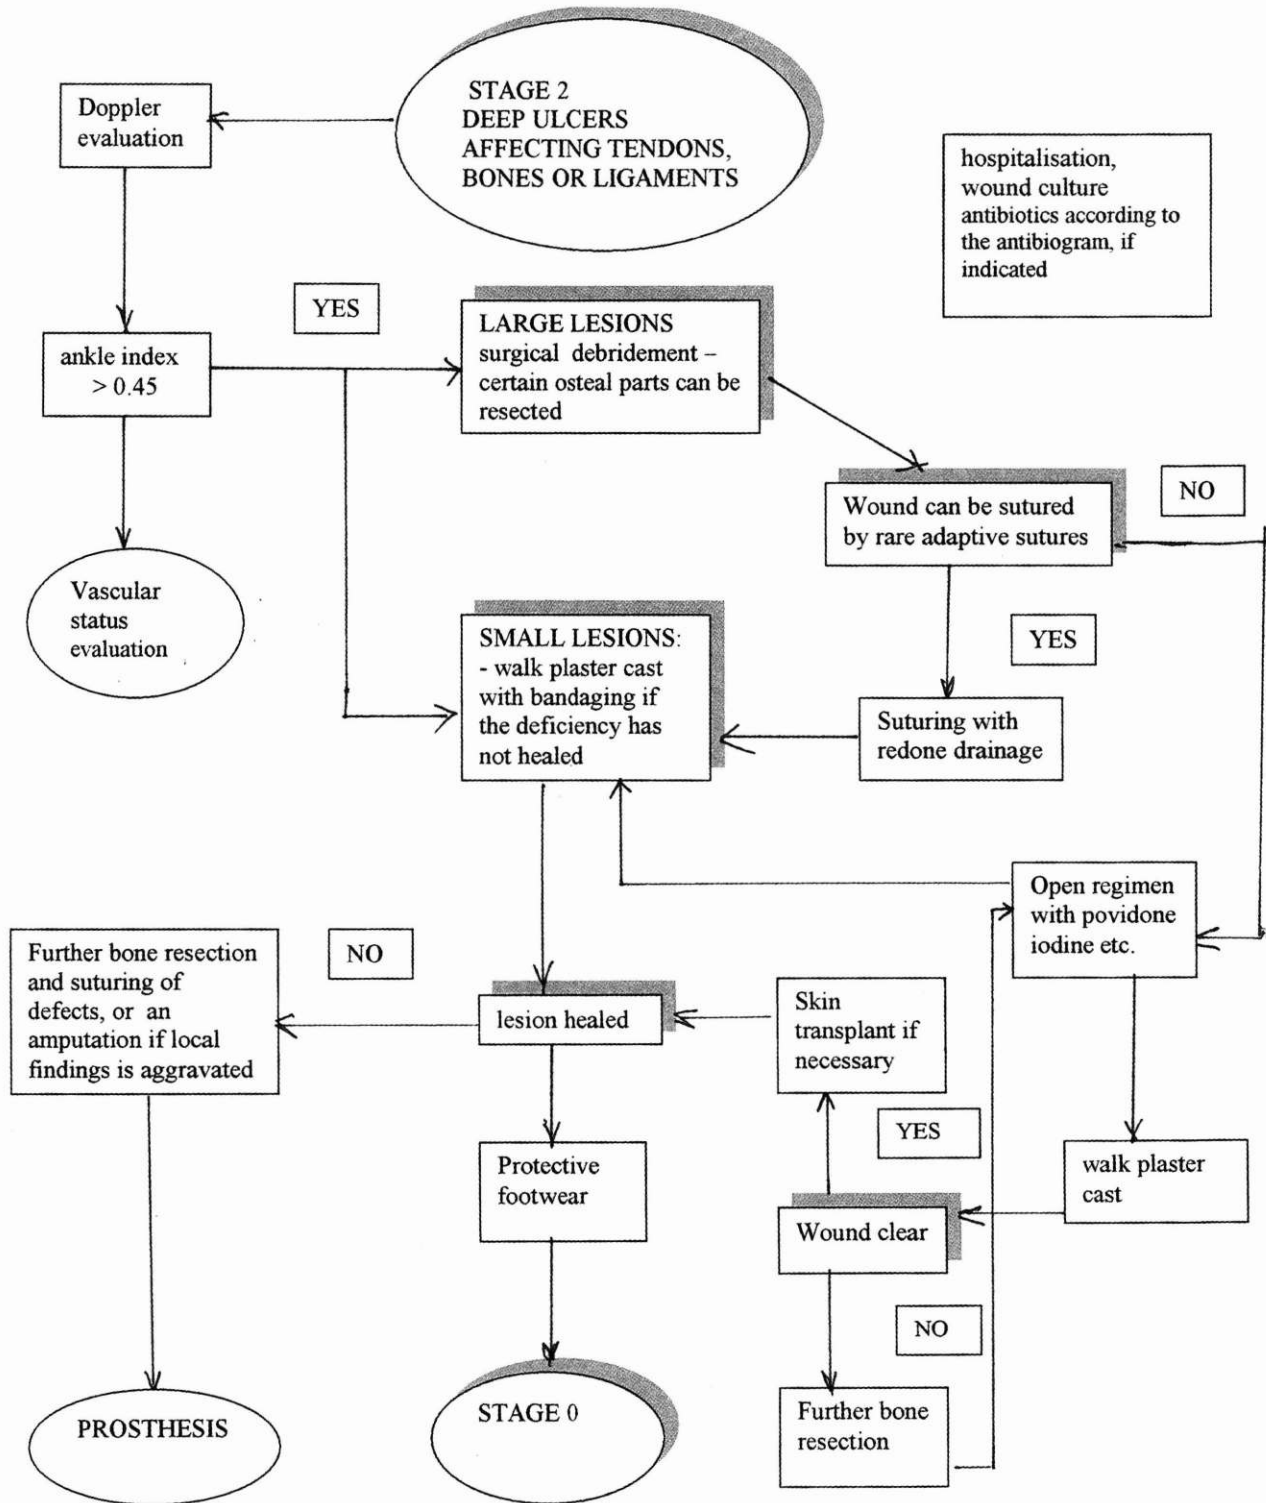 STAGE 2
DEEP ULCERS
AFFECTING TENDONS,
BONES OR LIGAMENTS
Doppler
evaluation
hospitalisation,
wound culture
antibiotics according to
the antibiogram, if
indicated
YES
ankle index
> 0.45
LARGE LESIONS
surgical debridement –
certain osteal parts can be
resected
Wound can be sutured
by rare adaptive sutures
NO
Vascular
status
evaluation
YES
SMALL LESIONS:
- walk plaster cast
with bandaging if
the deficiency has
not healed
Suturing with
redone drainage
Open regimen
with povidone
iodine etc.
Further bone resection
and suturing of
defects, or an
amputation if local
findings is aggravated
NO
lesion healed
Skin
transplant if
necessary
YES
Protective
footwear
walk plaster
cast
Wound clear
NO
PROSTHESIS
STAGE 0
Further bone
resection